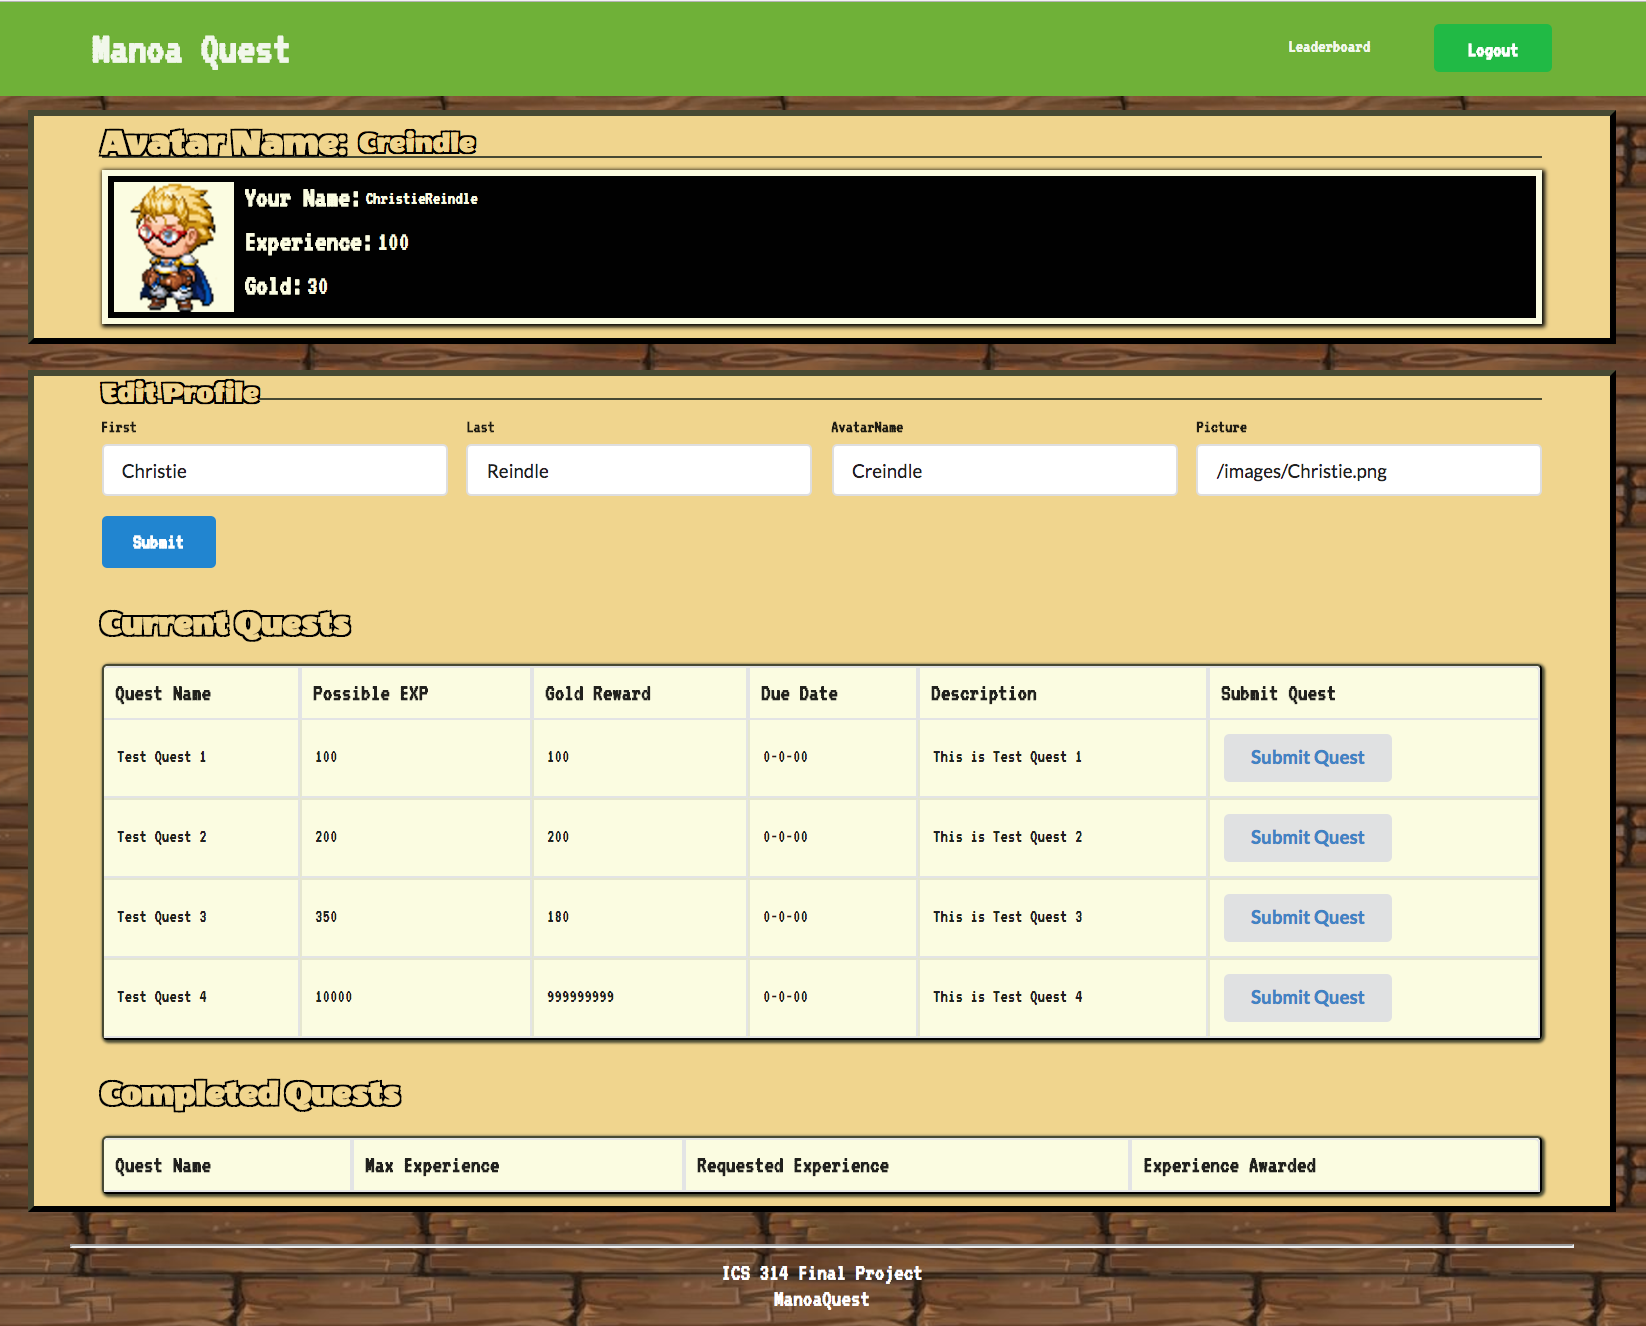 Manoa Quest
Leaderboard
Logout
Avatar Name: Creindle
Your Name: ChristieReindle
Experience: 100
Gold: 30
Edit Profile
First Last AvatarName Picture
Christie Reindle Creindle /images/Christie.png
Submit
Current Quests
Quest Name Possible EXP Gold Reward Due Date Description Submit Quest
Test Quest 1 100 100 0-0-00 This is Test Quest 1 Submit Quest
Test Quest 2 200 200 0-0-00 This is Test Quest 2 Submit Quest
Test Quest 3 350 180 0-0-00 This is Test Quest 3 Submit Quest
Test Quest 4 10000 999999999 0-0-00 This is Test Quest 4 Submit Quest
Completed Quests
Quest Name Max Experience Requested Experience Experience Awarded
ICS 314 Final Project
ManoaQuest